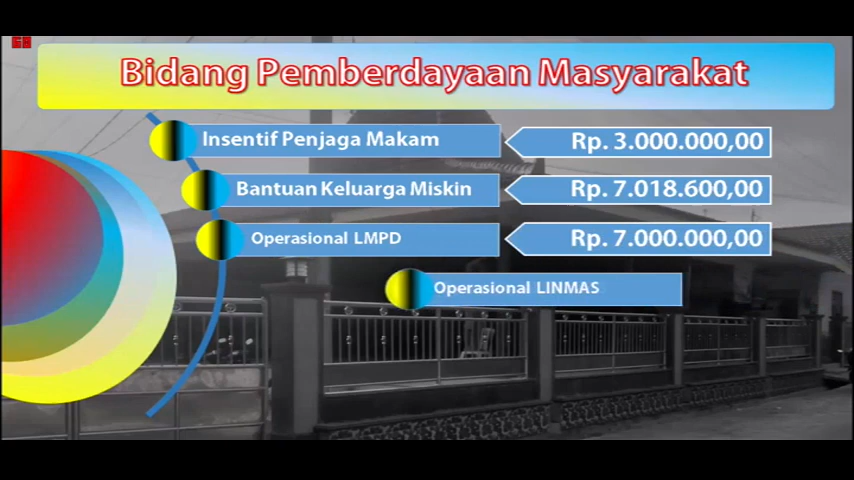 Bidang Pemberdayaan Masyarakat
Insentif Penjaga Makam Rp. 3.000.000,00
Bantuan Keluarga Miskin Rp. 7.018.600,00
Operasional LMPD Rp. 7.000.000,00
Operasional LINMAS